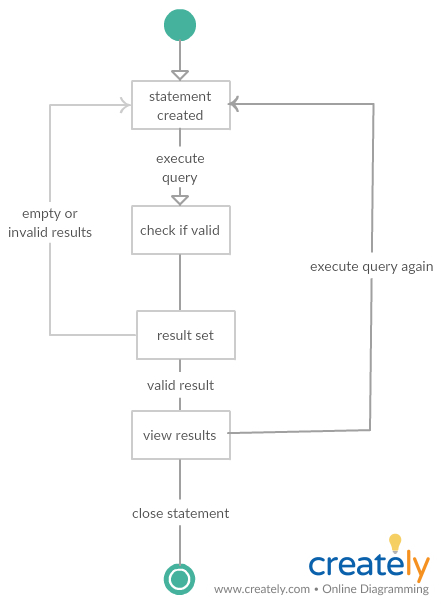 statement
created
execute
query
empty or
invalid results
check if valid
execute query again
result set
valid result
view results
close statement
creately
www.creately.com • Online Diagramming